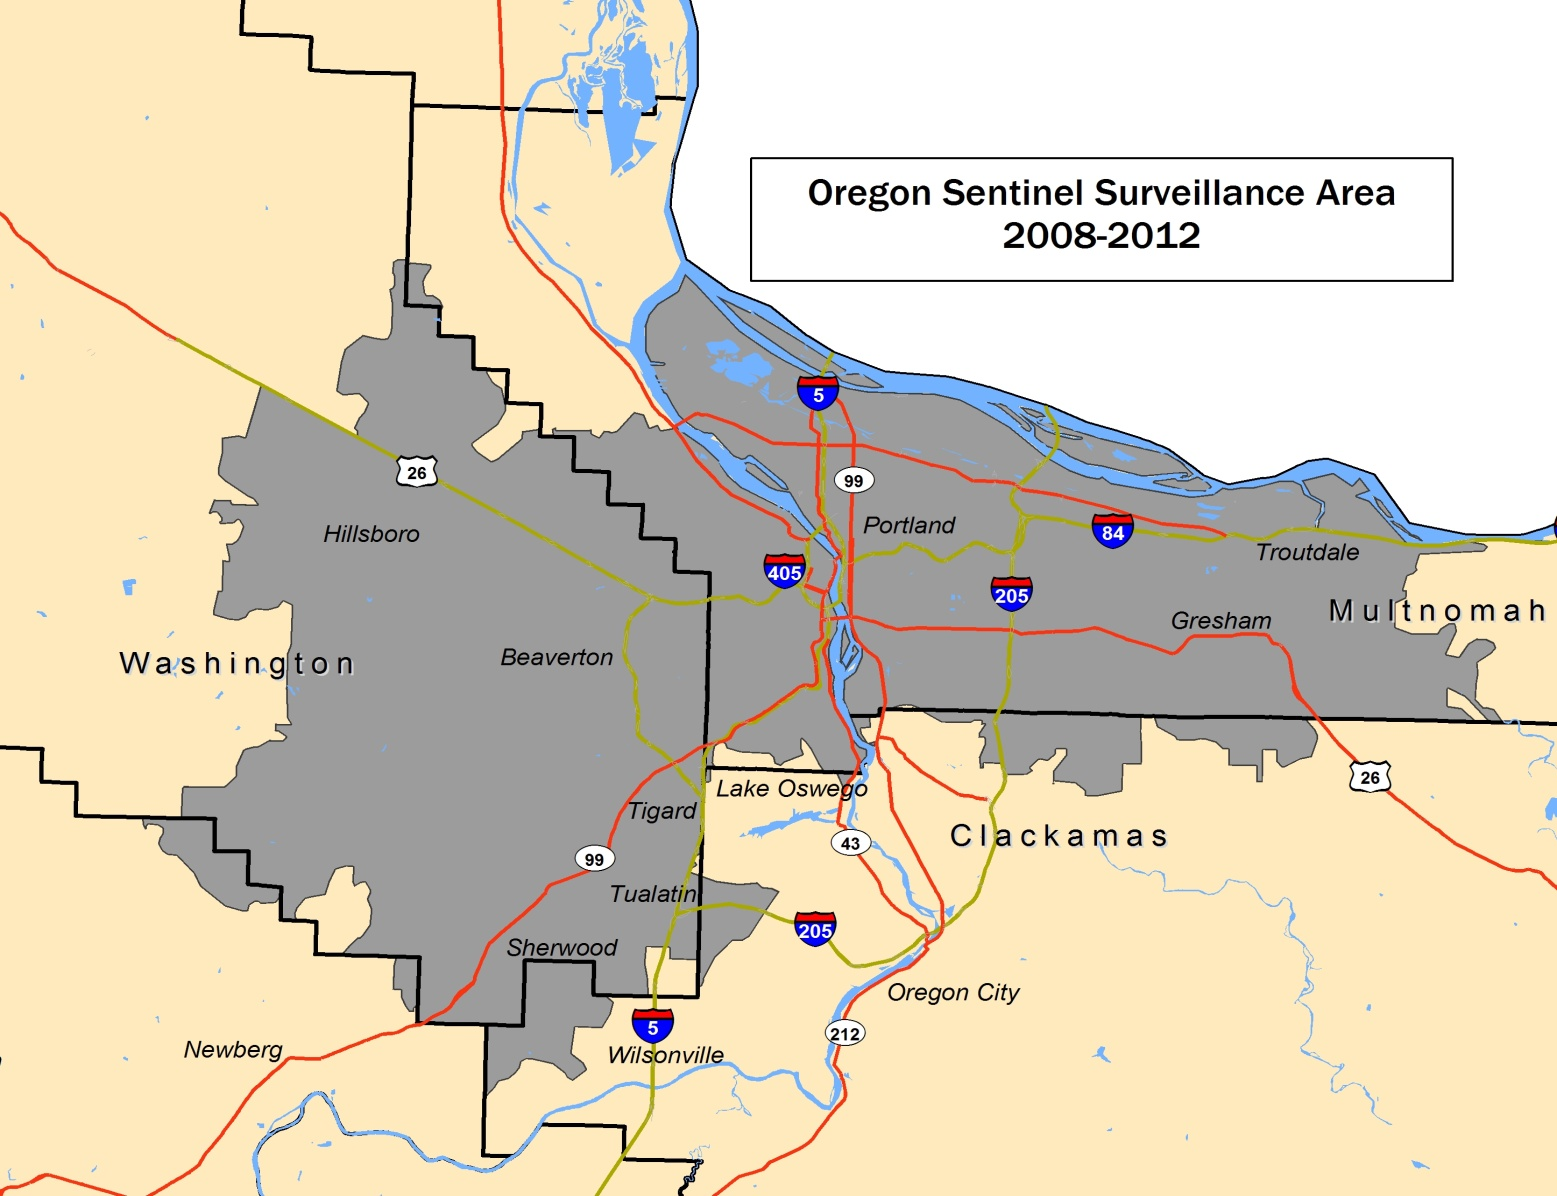 Oregon Sentinel Surveillance Area
2008-2012
5
26
99
Hillsboro
Portland
84
Troutdale
405
205
Multnomah
Gresham
Washington
Beaverton
26
Lake Oswego
Tigard
Clackamas
43
99
Tualatin
205
Sherwood
Oregon City
5
212
Newberg
Wilsonville